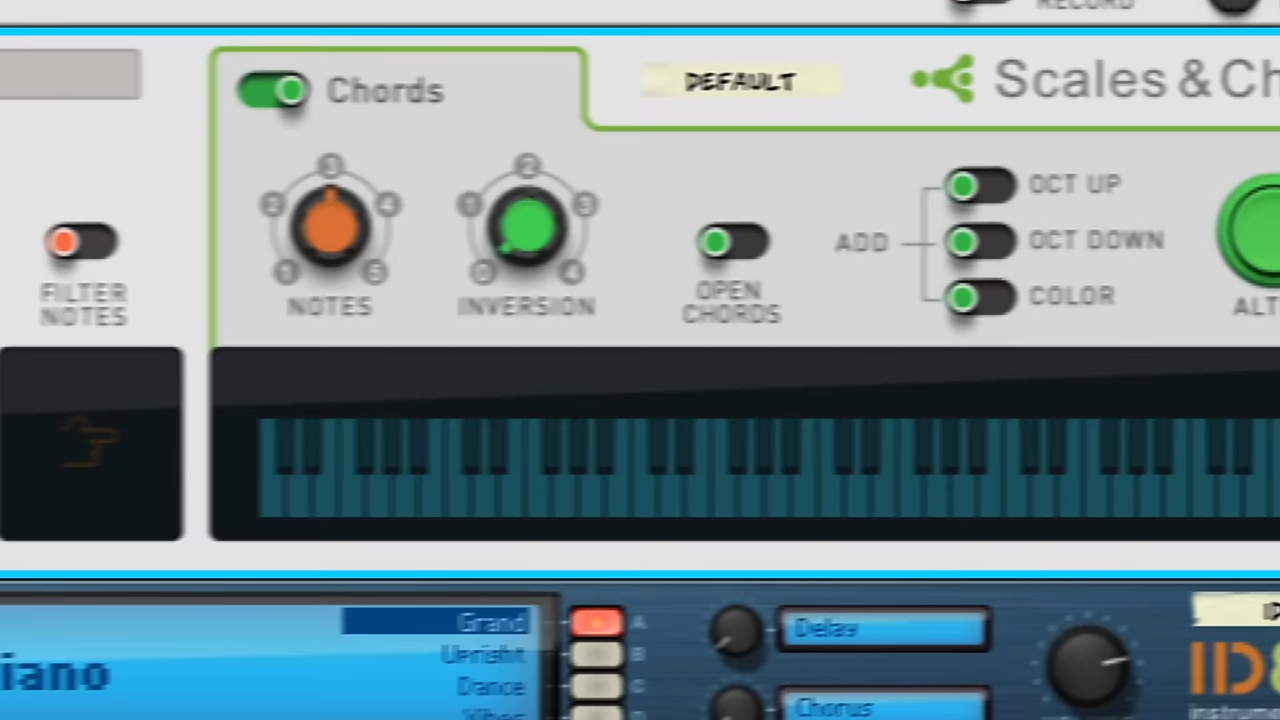 RECORD
Chords
DEFAULT
Scales & Ch
3
2
4
1
5
NOTES
2
1
3
0
4
INVERSION
FILTER
NOTES
OPEN
CHORDS
ADD
OCT UP
OCT DOWN
COLOR
ALT
Grand
Upright
Dance
Vibes
iano
A
B
C
D
Delay
Chorus
ID8
instrume